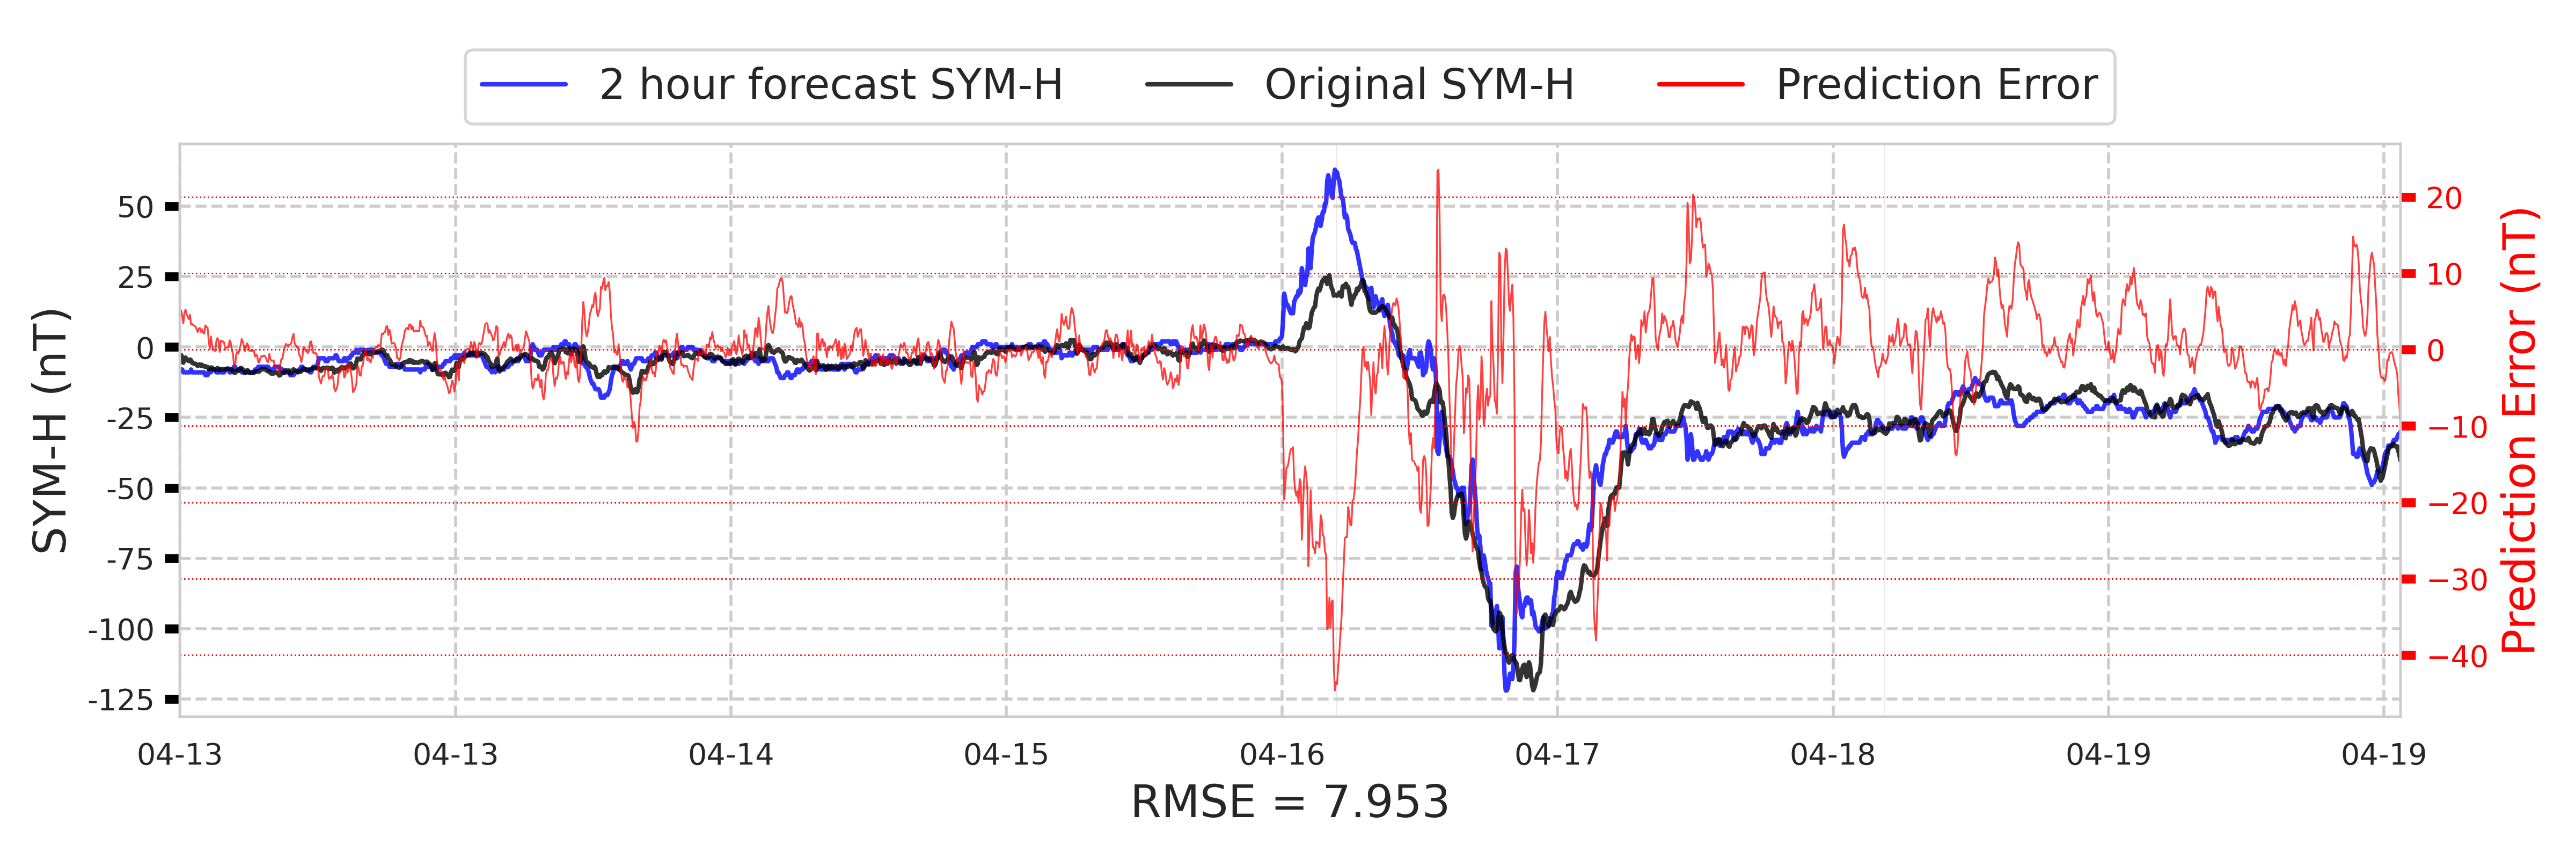 2 hour forecast SYM-H
Original SYM-H
Prediction Error
SYM-H (nT)
50
25
0
-25
-50
-75
-100
-125
20
10
0
−10
−20
−30
−40
Prediction Error (nT)
04-13 04-13 04-14 04-15 04-16 04-17 04-18 04-19 04-19
RMSE = 7.953